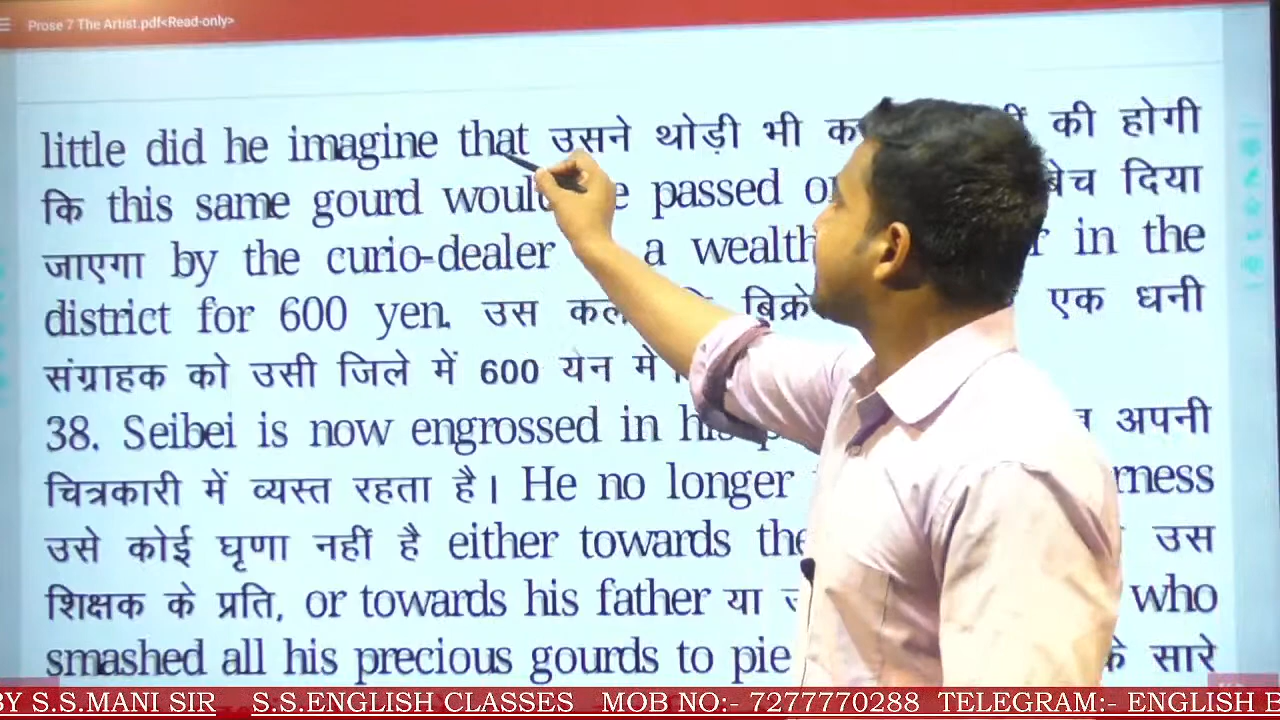 Prose 7 The Artist.pdf<Read-only>
little did he imagine that उसने थोड़ी भी की होगी
कि this same gourd would passed बेच दिया
जाएगा by the curio-dealer a in the
district for 600 yen. उस एक धनी
संग्राहक को उसी जिले में 600 येन में
38. Seibei is now engrossed in his अपनी
चित्रकारी में व्यस्त रहता है। He no longer
उसे कोई घृणा नहीं है either towards the उस
शिक्षक के प्रति, or towards his father या who
smashed all his precious gourds to के सारे
BY S.S.MANI SIR S.S.ENGLISH CLASSES MOB NO:- 7277770288 TELEGRAM:- ENGLISH